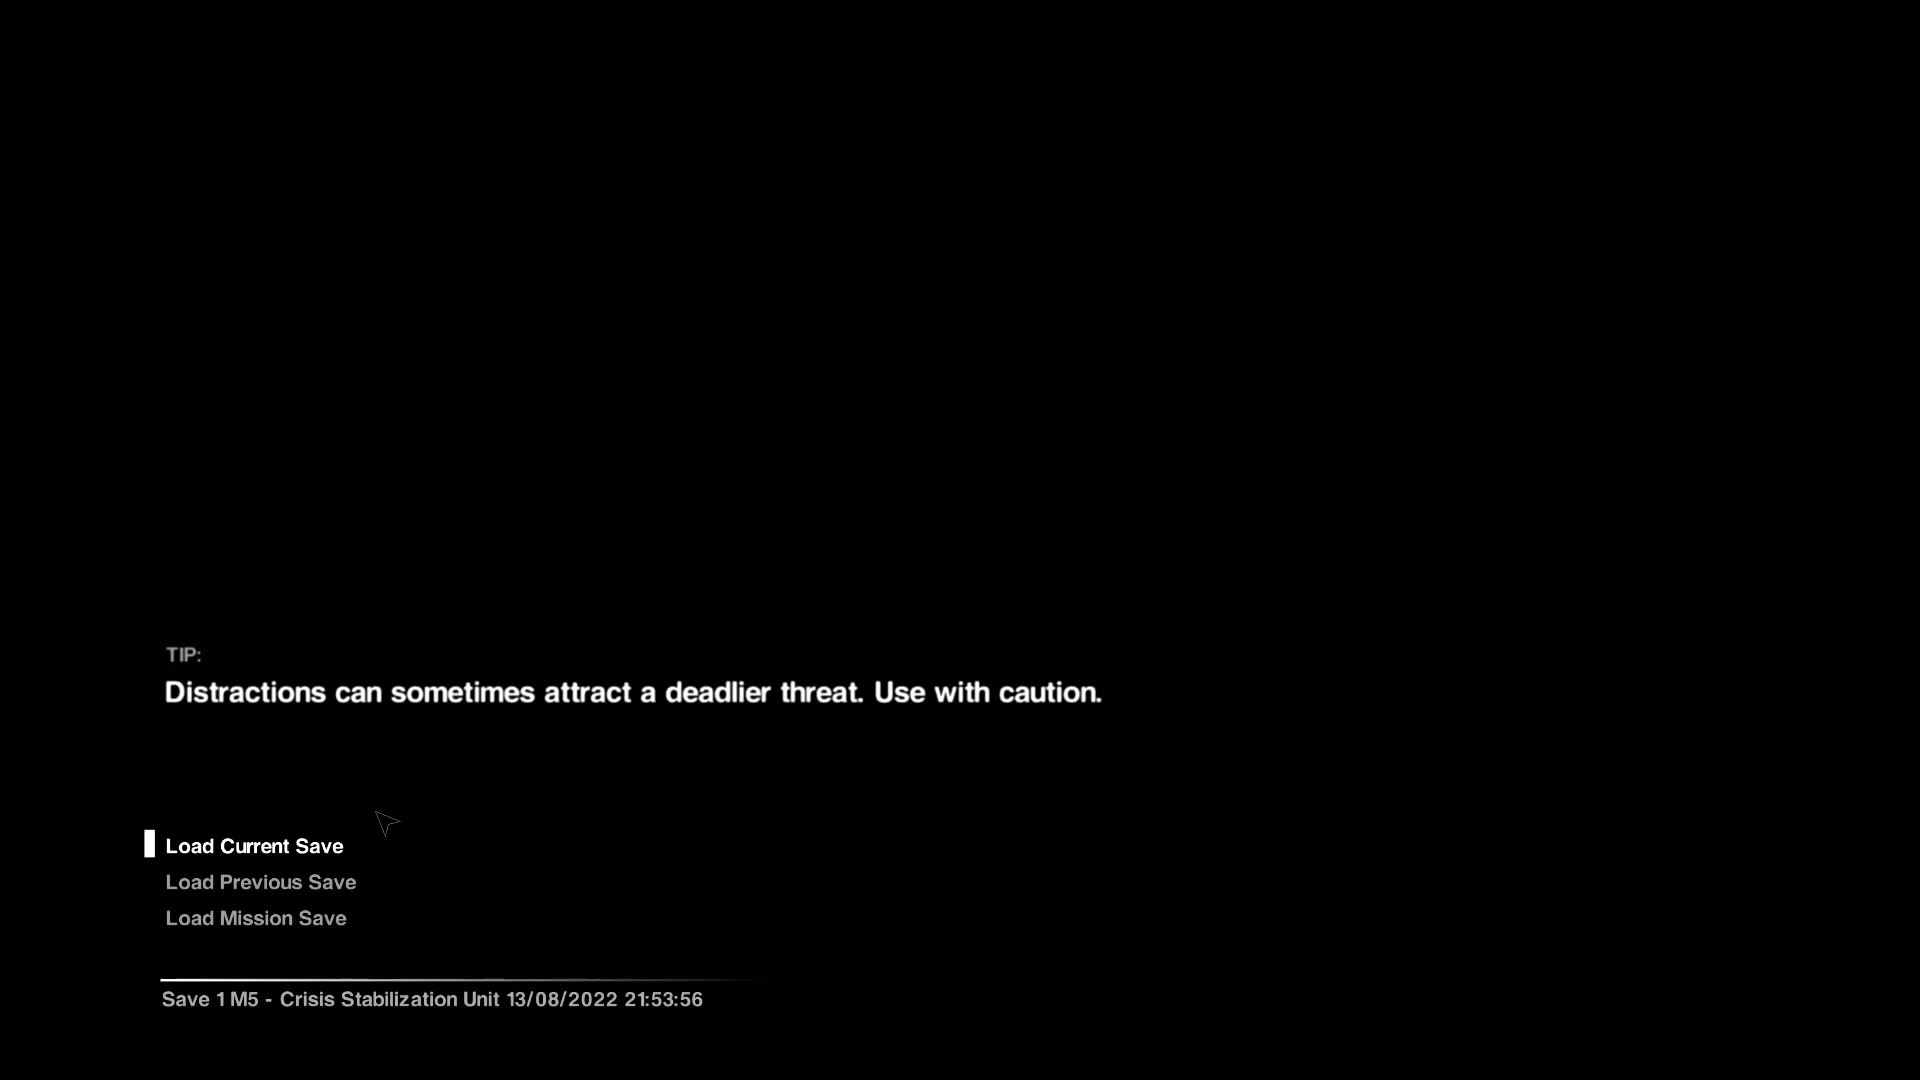 TIP:
Distractions can sometimes attract a deadlier threat. Use with caution.
Load Current Save
Load Previous Save
Load Mission Save
Save 1 M5 - Crisis Stabilization Unit 13/08/2022 21:53:56